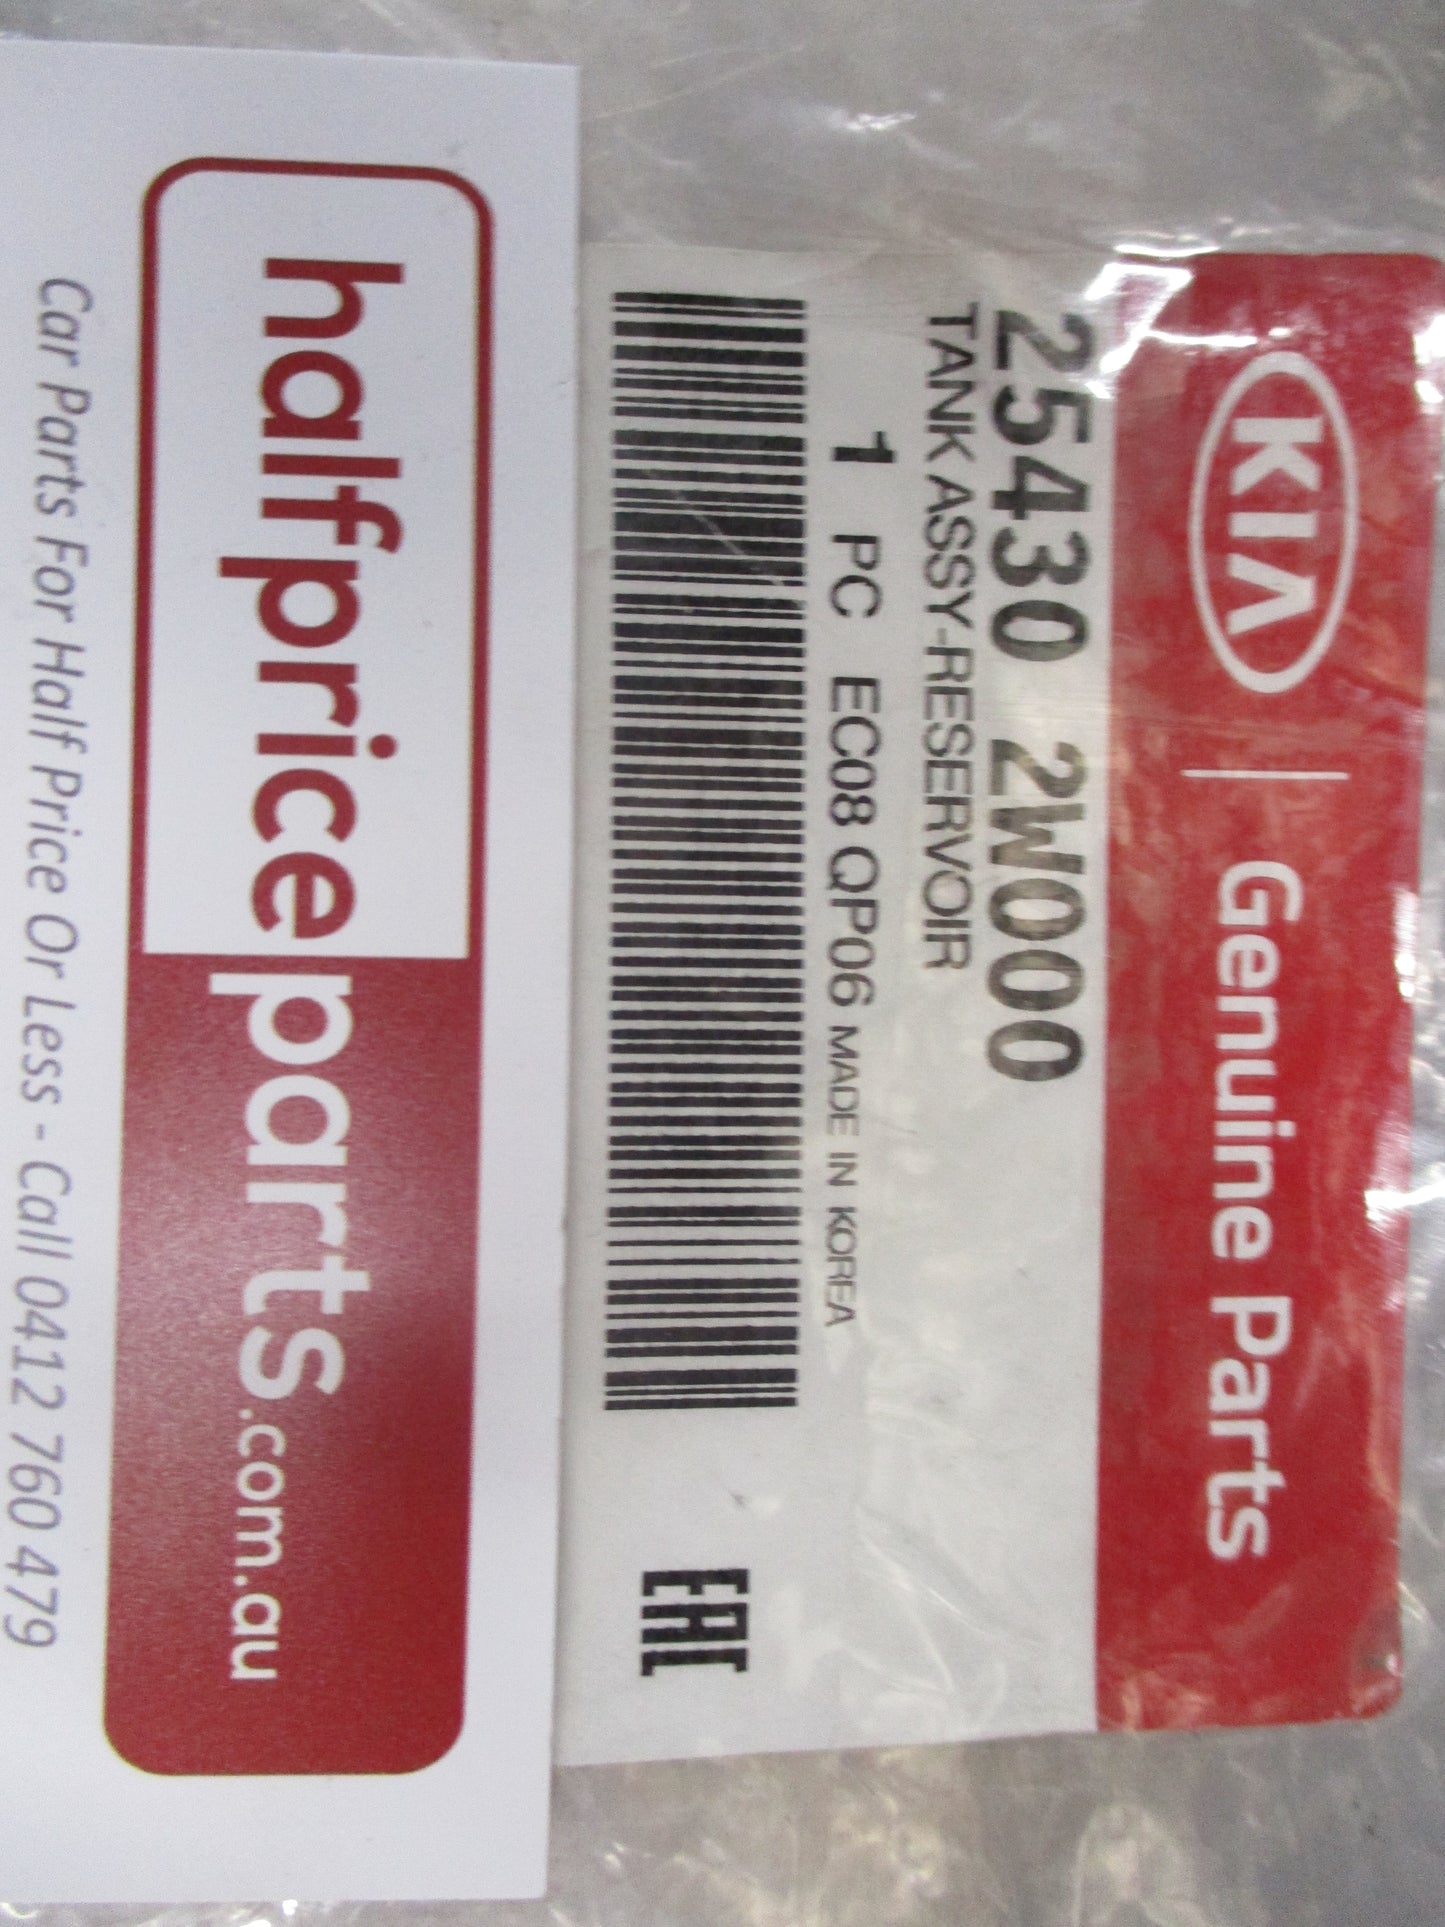 KIA | Genuine Parts
25430 2W000
TANK ASSY-RESERVOIR
1 PC EC08 QP06 MADE IN KOREA
EAC
halfpriceparts.com.au
Car Parts For Half Price Or Less - Call 0412 760 479